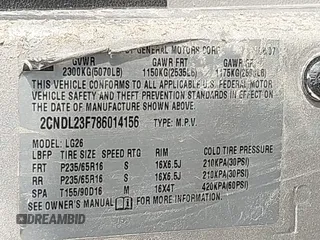 BY GENERAL MOTORS CORP
GVWR GAWR FRT GAWR
2300KG(5070LB) 1150KG(2535LB) 1175KG
THIS VEHICLE CONFORMS TO ALL APPLICABLE U.S. FEDERAL
MOTOR VEHICLE SAFETY AND THEFT PREVENTION STANDARDS IN EFFECT ON
THE DATE OF MANUFACTURE SHOWN ABOVE.
2CNDL23F786014156 TYPE: M.P.V.
MODEL: LG26
LBFP TIRE SIZE SPEED RTG RIM COLD TIRE PRESSURE
FRT P235/65R16 S 16X6.5J 210KPA(30PSI)
RR P235/65R16 S 16X6.5J 210KPA(30PSI)
SPA T155/90D16 M 16X4T 420KPA(60PSI)
SEE OWNER'S MANUAL FOR MORE INFORMATION.
DREAMBID